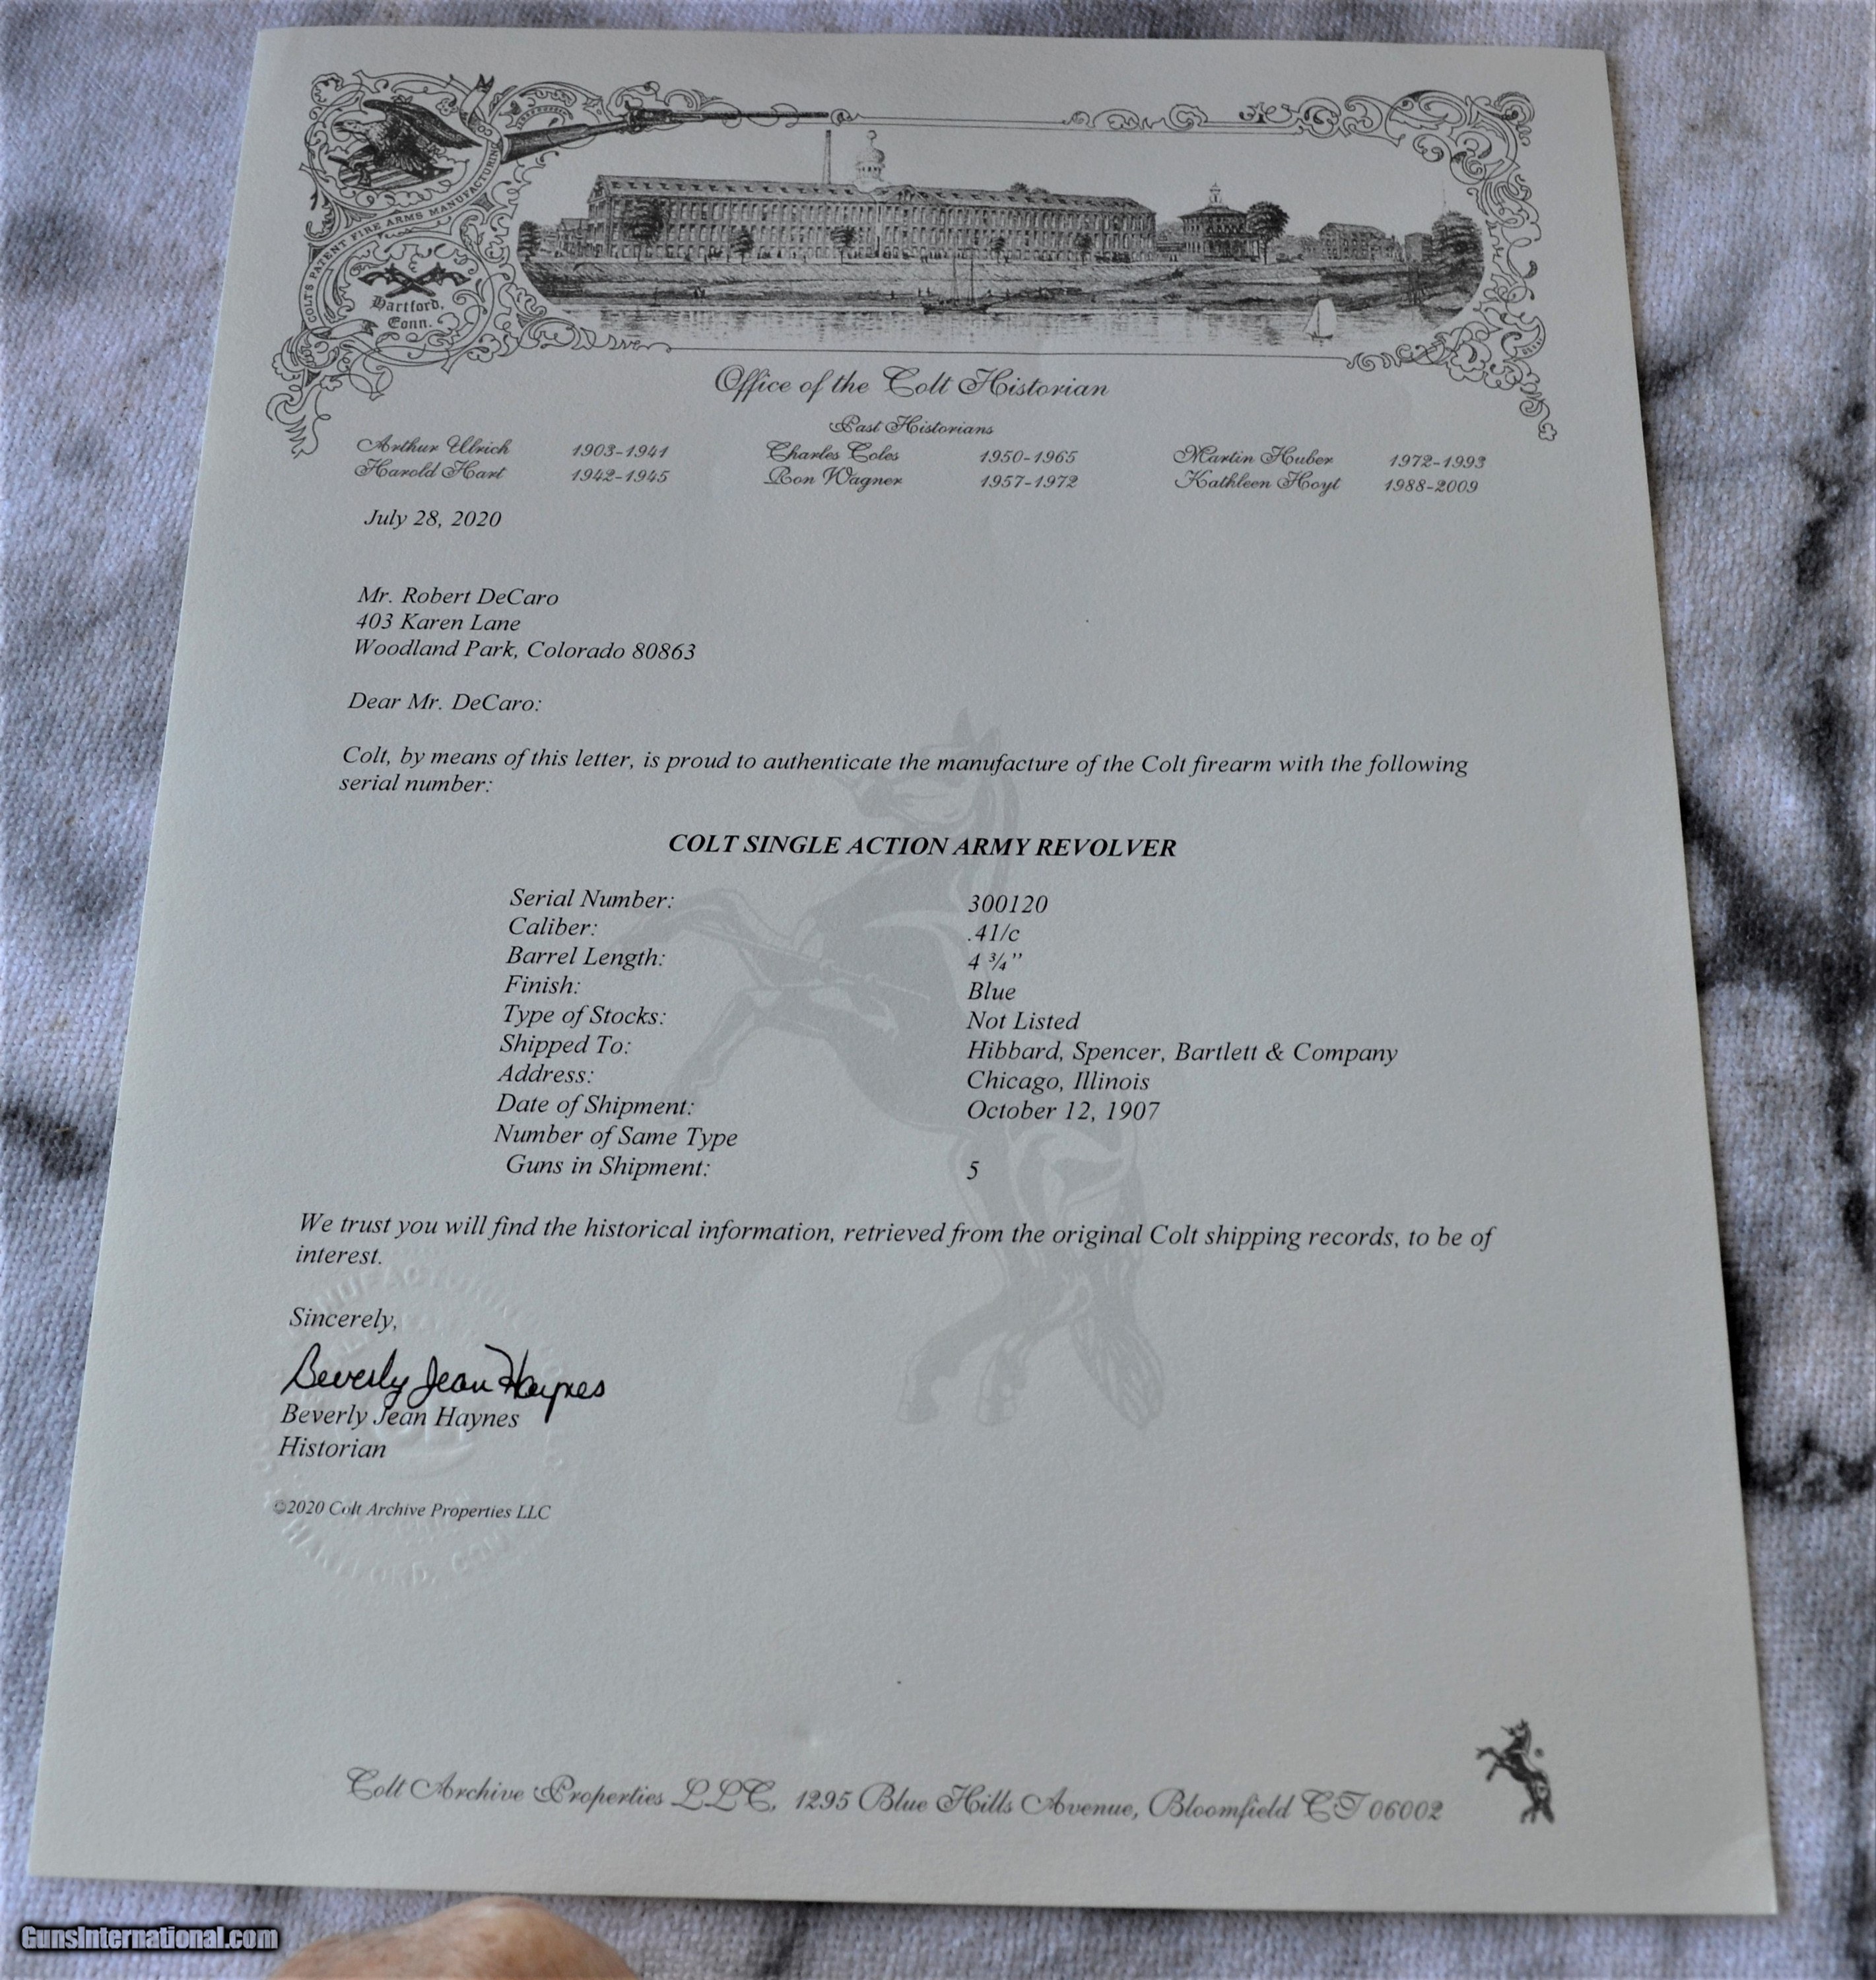 COLTS PATENT FIRE ARMS MANUFACTURING
Hartford,
Conn.
Office of the Colt Historian
Past Historians
Arthur Ulrich 1903-1941 Charles Coles 1950-1965 Martin Huber 1972-1993
Harold Hart 1942-1945 Ron Wagner 1957-1972 Kathleen Hoyt 1988-2009
July 28, 2020
Mr. Robert DeCaro
403 Karen Lane
Woodland Park, Colorado 80863
Dear Mr. DeCaro:
Colt, by means of this letter, is proud to authenticate the manufacture of the Colt firearm with the following
serial number:
COLT SINGLE ACTION ARMY REVOLVER
Serial Number: 300120
Caliber: .41/c
Barrel Length: 4 ¾”
Finish: Blue
Type of Stocks: Not Listed
Shipped To: Hibbard, Spencer, Bartlett & Company
Address: Chicago, Illinois
Date of Shipment: October 12, 1907
Number of Same Type
Guns in Shipment: 5
We trust you will find the historical information, retrieved from the original Colt shipping records, to be of
interest.
Sincerely,
Beverly Jean Haynes
Beverly Jean Haynes
Historian
©2020 Colt Archive Properties LLC
HARTFORD,
Colt Archive Properties LLC, 1295 Blue Hills Avenue, Bloomfield CT 06002
GunsInternational.com